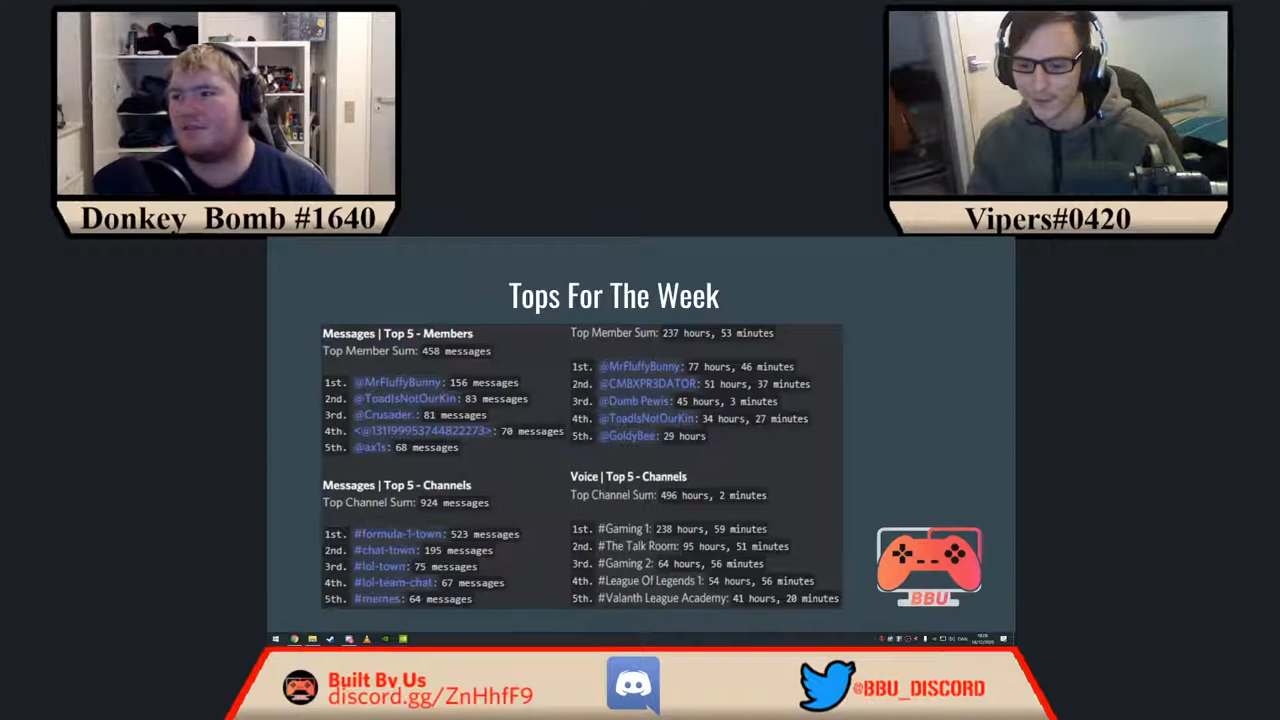 Donkey_Bomb #1640
Vipers#0420
Tops For The Week
Messages | Top 5 - Members
Top Member Sum: 458 messages
1st. @MrFluffyBunny: 156 messages
2nd. @ToadIsNotOurKin: 83 messages
3rd. @Crusader.: 81 messages
4th. <@131199953744822273>: 70 messages
5th. @ax1s: 68 messages
Messages | Top 5 - Channels
Top Channel Sum: 924 messages
1st. #formula-1-town: 523 messages
2nd. #chat-town: 195 messages
3rd. #lol-town: 75 messages
4th. #lol-team-chat: 67 messages
5th. #memes: 64 messages
Top Member Sum: 237 hours, 53 minutes
1st. @MrFluffyBunny: 77 hours, 46 minutes
2nd. @CMBXPR3DATOR: 51 hours, 37 minutes
3rd. @Dumb Pewis: 45 hours, 3 minutes
4th. @ToadIsNotOurKin: 34 hours, 27 minutes
5th. @GoldyBee: 29 hours
Voice | Top 5 - Channels
Top Channel Sum: 496 hours, 2 minutes
1st. #Gaming 1: 238 hours, 59 minutes
2nd. #The Talk Room: 95 hours, 51 minutes
3rd. #Gaming 2: 64 hours, 56 minutes
4th. #League Of Legends 1: 54 hours, 56 minutes
5th. #Valanth League Academy: 41 hours, 20 minutes
BBU
Built By Us
discord.gg/ZnHhfF9
@BBU_DISCORD